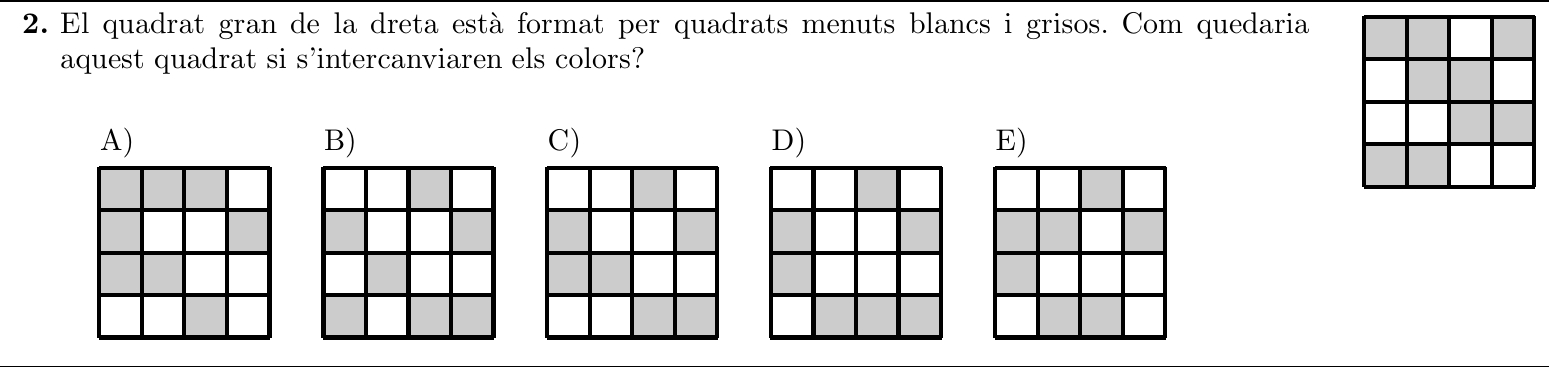 2. El quadrat gran de la dreta està format per quadrats menuts blancs i grisos. Com quedaria
aquest quadrat si s'intercanviaren els colors?
A) B) C) D) E)